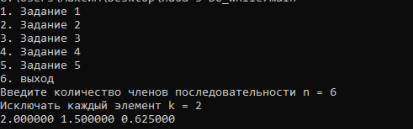 1. Задание 1
2. Задание 2
3. Задание 3
4. Задание 4
5. Задание 5
6. выход
Введите количество членов последовательности n = 6
Исключать каждый элемент k = 2
2.000000 1.500000 0.625000